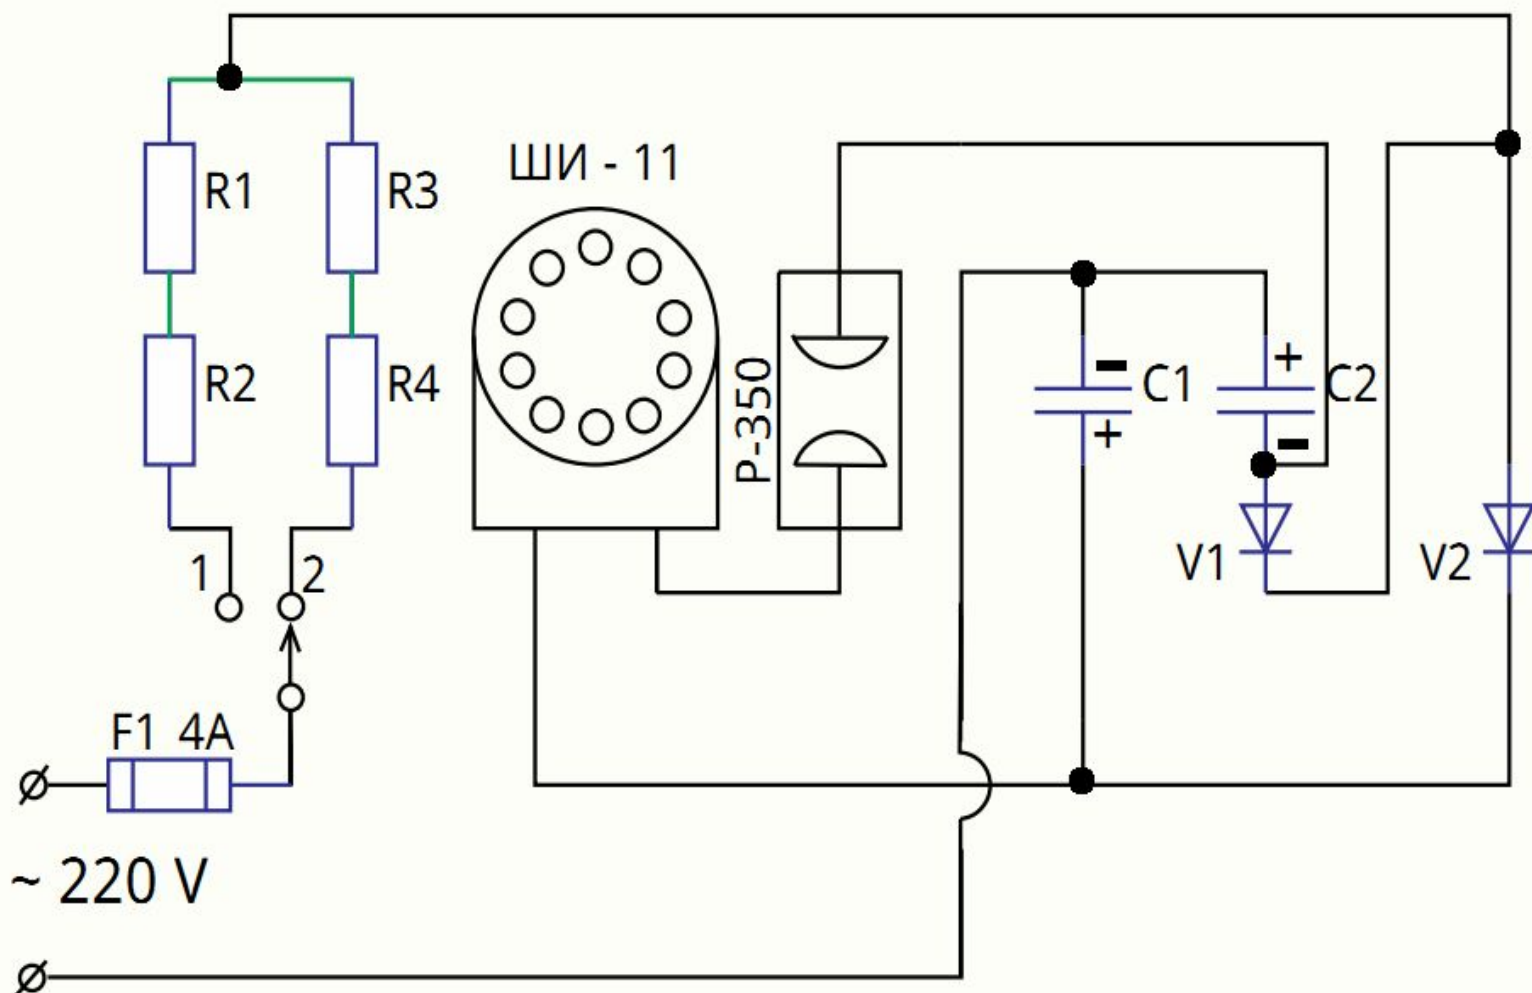 ШИ - 11
R1
R3
R2
R4
P-350
-
C1
+
+
C2
-
1
2
V1
V2
F1 4A
~ 220 V